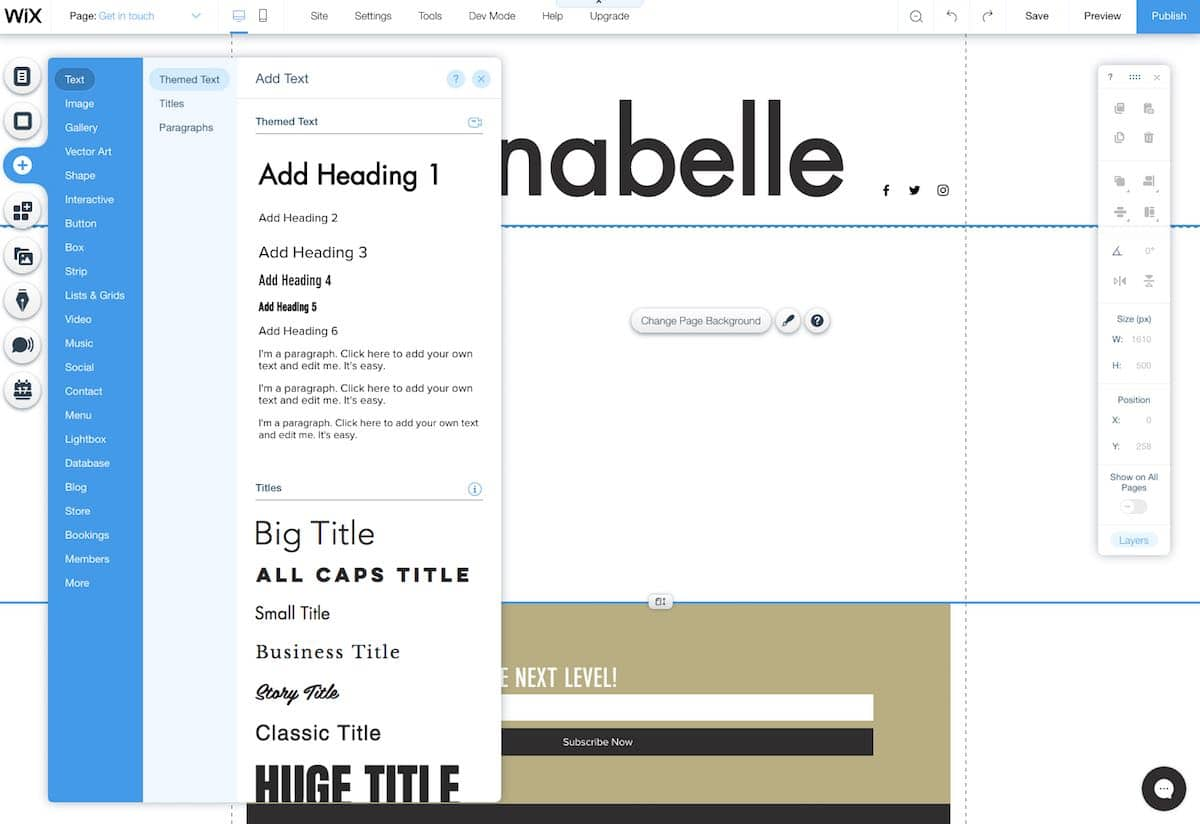 WiX
Page: Get in touch
Site
Settings
Tools
Dev Mode
Help
Upgrade
Save
Preview
Publish
Text
Image
Gallery
Vector Art
Shape
Interactive
Button
Box
Strip
Lists & Grids
Video
Music
Social
Contact
Menu
Lightbox
Database
Blog
Store
Bookings
Members
More
Themed Text
Titles
Paragraphs
Add Text
?
Themed Text
Add Heading 1
Add Heading 2
Add Heading 3
Add Heading 4
Add Heading 5
Add Heading 6
I'm a paragraph. Click here to add your own
text and edit me. It's easy.
I'm a paragraph. Click here to add your own
text and edit me. It's easy.
I'm a paragraph. Click here to add your own text
and edit me. It's easy.
Titles
Big Title
ALL CAPS TITLE
Small Title
Business Title
Story Title
Classic Title
HUGE TITLE
nabelle
Change Page Background
?
E NEXT LEVEL!
Subscribe Now
?
0°
Size (px)
W: 1610
H: 500
Position
X: 0
Y: 258
Show on All
Pages
Layers